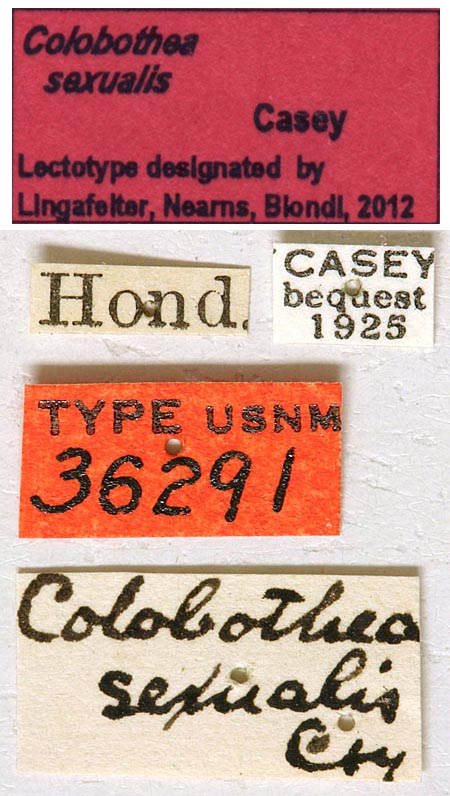 Colobothea
sexualis
Casey
Lectotype designated by
Lingafelter, Nearns, Biondi, 2012
Hond.
CASEY
bequest
1925
TYPE USNM
36291
Colobothea
sexualis
Csy